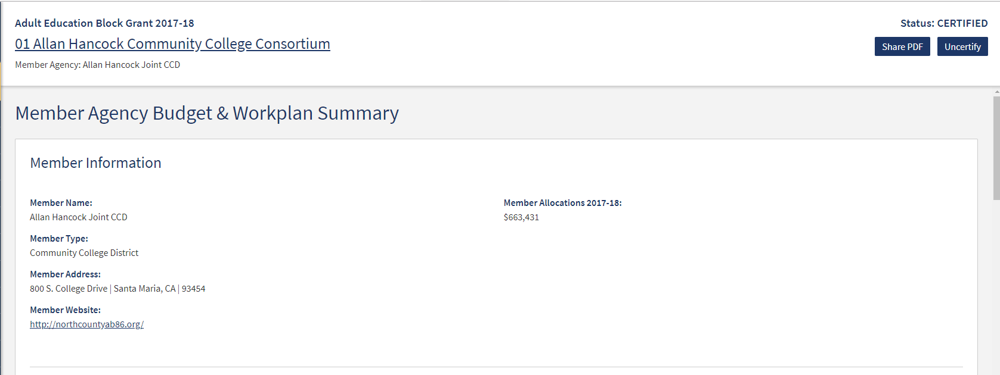 Adult Education Block Grant 2017-18
Status: CERTIFIED
01 Allan Hancock Community College Consortium
Share PDF
Uncertify
Member Agency: Allan Hancock Joint CCD
Member Agency Budget & Workplan Summary
Member Information
Member Name:
Allan Hancock Joint CCD
Member Type:
Community College District
Member Address:
800 S. College Drive | Santa Maria, CA | 93454
Member Website:
http://northcountyab86.org/
Member Allocations 2017-18:
$663,431